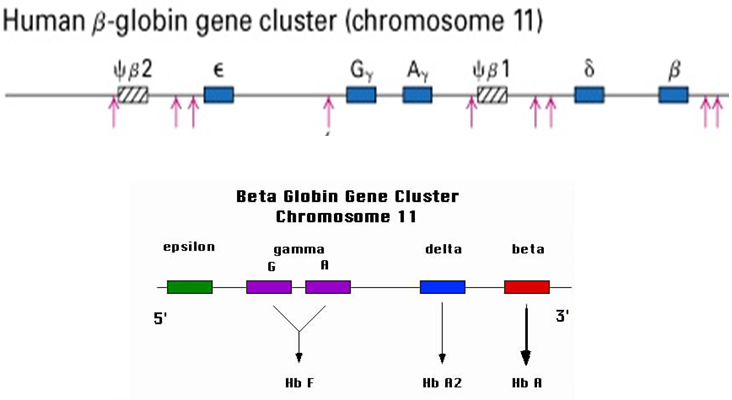 Human β-globin gene cluster (chromosome 11)
ψβ2 ϵ Gγ Aγ ψβ1 δ β
Beta Globin Gene Cluster
Chromosome 11
epsilon gamma delta beta
G A
5' 3'
Hb F Hb A2 Hb A